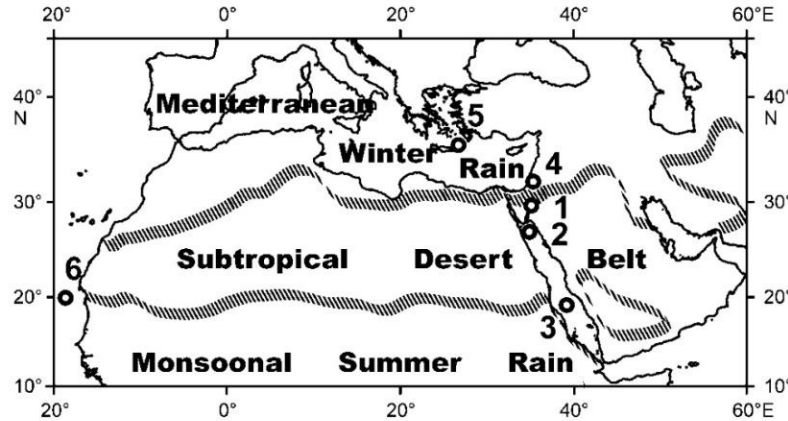 20° 0° 20° 40° 60°E
40° 40°
N N
Mediterranean
5
Winter Rain 4
30° 30°
1
2
6 Subtropical Desert Belt
20° 20°
3
Monsoonal Summer Rain
10° 10°
20° 0° 20° 40° 60°E